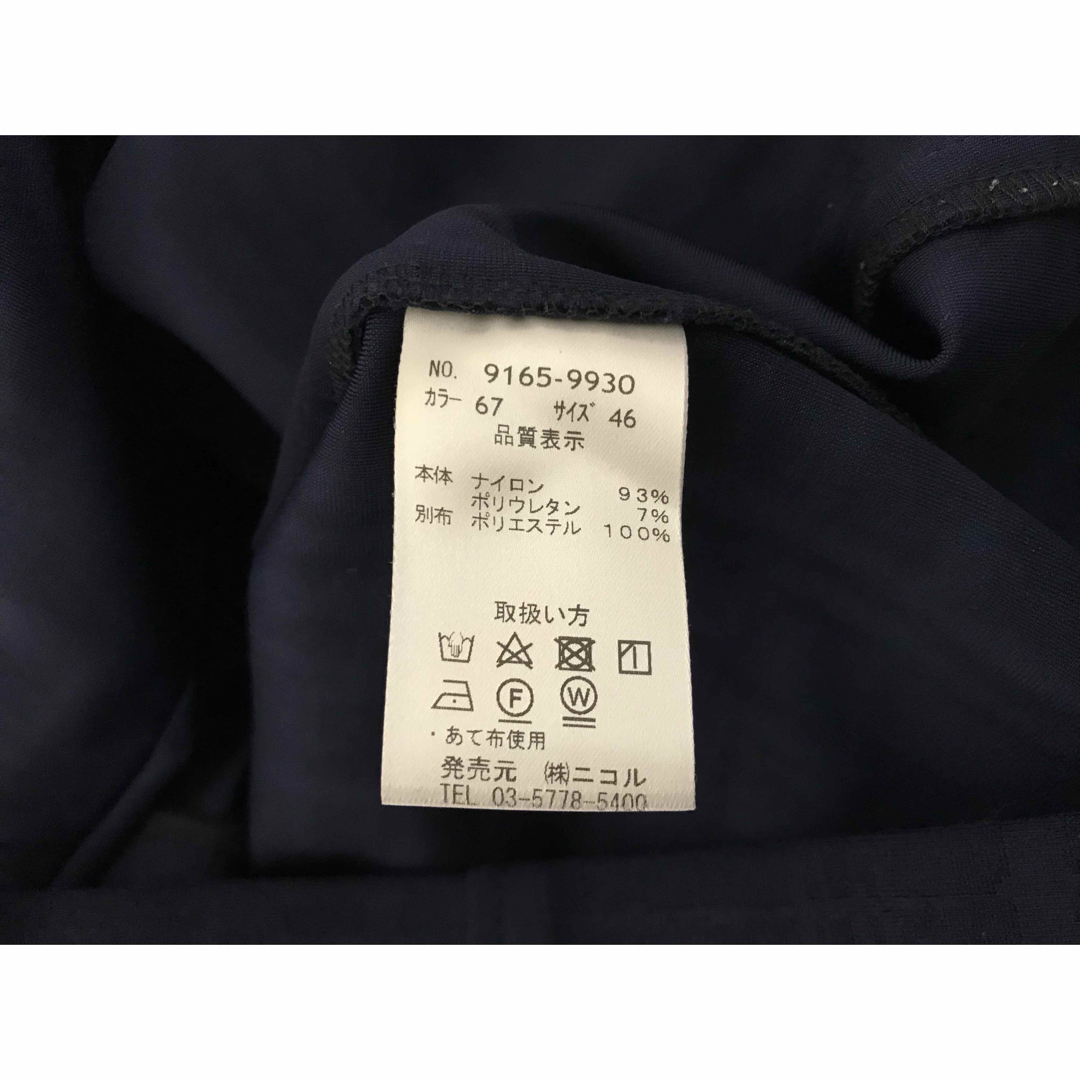 NO. 9165-9930
ｶﾗｰ 67 ｻｲｽﾞ 46
品質表示
本体 ナイロン 93%
ポリウレタン 7%
別布 ポリエステル 100%
取扱い方
F W
・あて布使用
発売元 ㈱ニコル
TEL 03-5778-5400